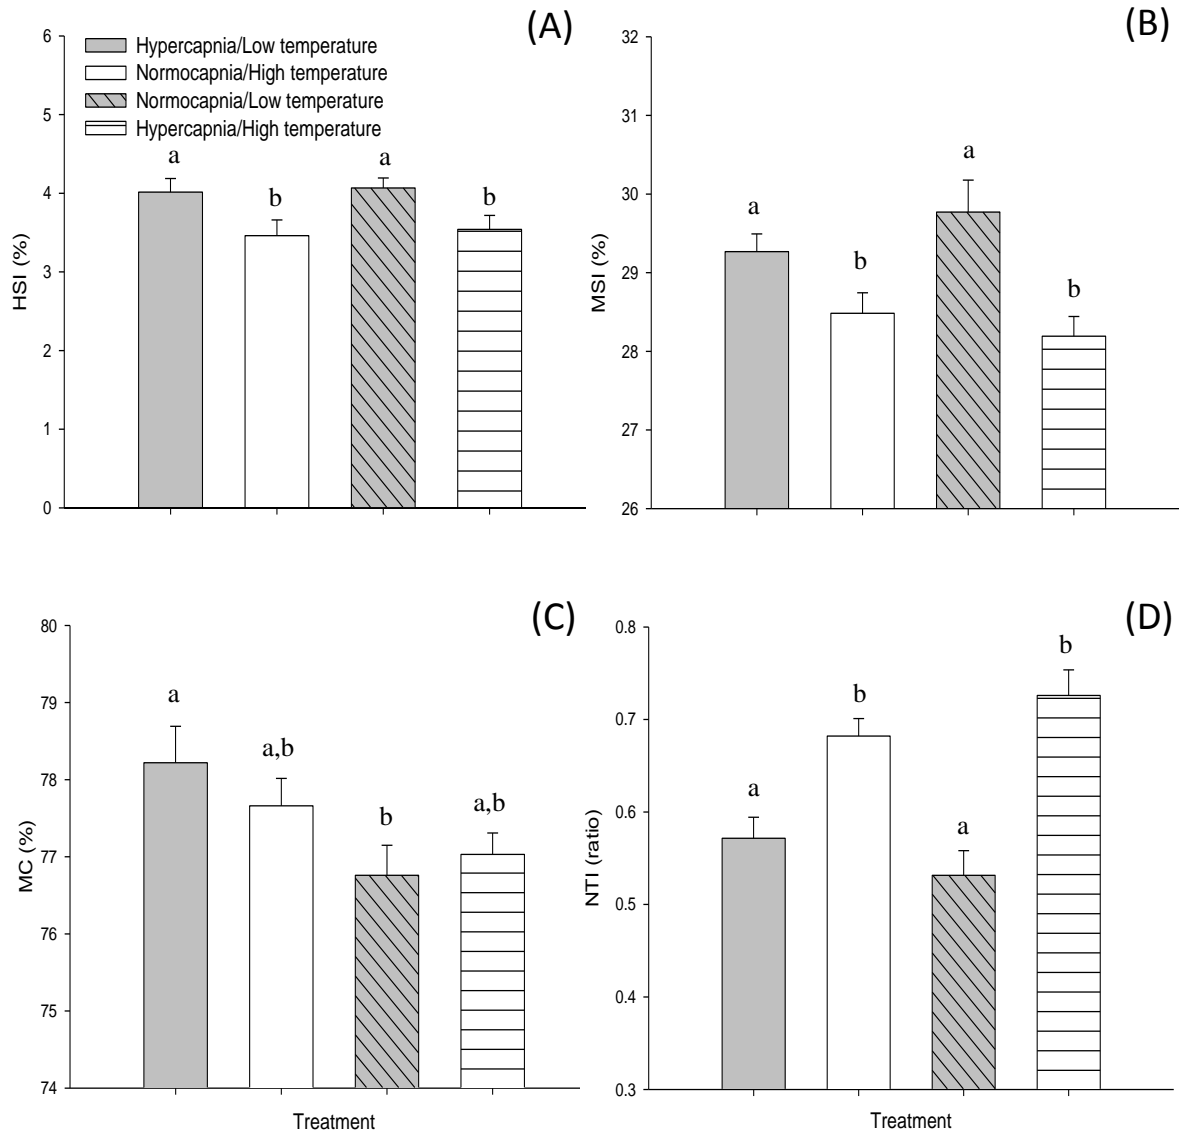 (A)
6
5
4
3
2
1
0
HSI (%)
Hypercapnia/Low temperature
Normocapnia/High temperature
Normocapnia/Low temperature
Hypercapnia/High temperature
a
b
a
b
(B)
32
31
30
29
28
27
26
MSI (%)
a
b
a
b
(C)
80
79
78
77
76
75
74
MC (%)
a
a,b
b
a,b
Treatment
(D)
0.8
0.7
0.6
0.5
0.4
0.3
NTI (ratio)
a
b
a
b
Treatment